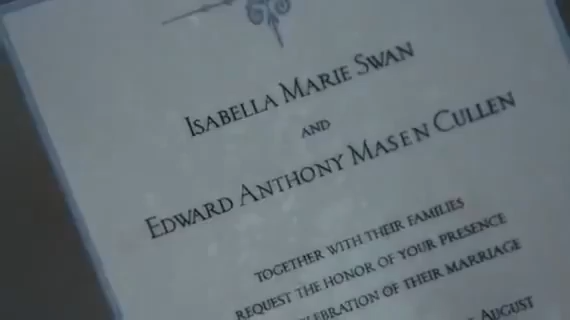 ISABELLA MARIE SWAN
AND
EDWARD ANTHONY MASEN CULLEN
TOGETHER WITH THEIR FAMILIES
REQUEST THE HONOR OF YOUR PRESENCE
CELEBRATION OF THEIR MARRIAGE
AUGUST